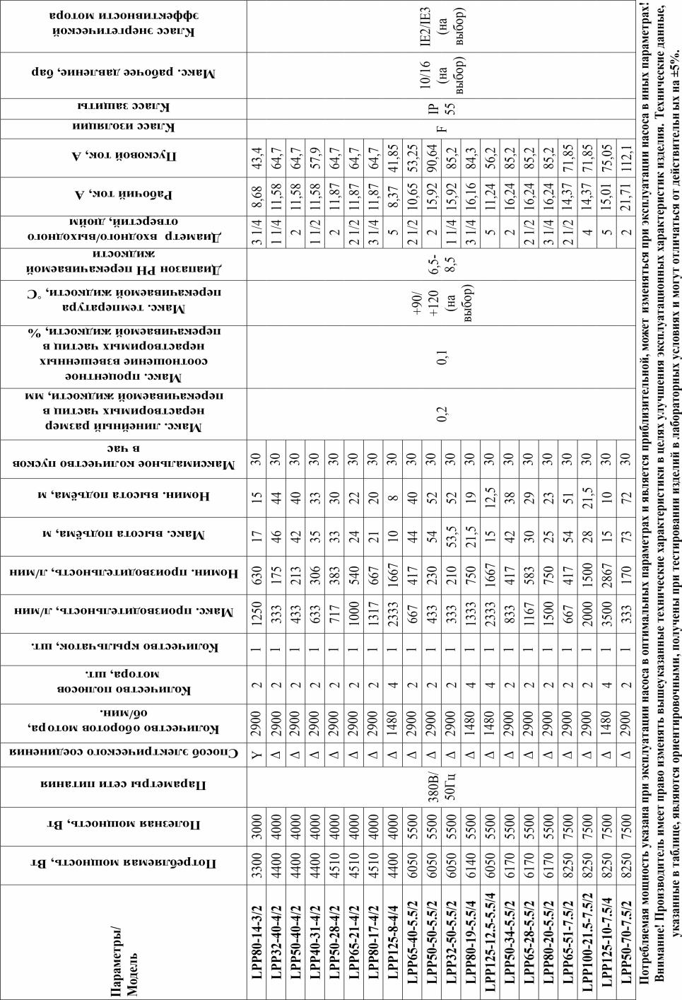 Параметры/
Модель
Потребляемая мощность, Вт
Полезная мощность, Вт
Параметры сети питания
Способ электрического соединения
Количество оборотов мотора,
об/мин.
Количество полюсов
мотора, шт.
Количество крыльчаток, шт.
Макс. производительность, л/мин
Номин. производительность, л/мин
Макс. высота подъёма, м
Номин. высота подъёма, м
Максимальное количество пусков
в час
Макс. линейный размер
нерастворимых частиц в
перекачиваемой жидкости, мм
Макс. процентное
соотношение взвешенных
нерастворимых частиц в
перекачиваемой жидкости, %
Макс. температура
перекачиваемой жидкости, °С
Диапазон РН перекачиваемой
жидкости
Диаметр входного/выходного
отверстий, дюйм
Рабочий ток, А
Пусковой ток, А
Класс изоляции
Класс защиты
Макс. рабочее давление, бар
Класс энергетической
эффективности мотора
LPP80-14-3/2 3300 3000 Y 2900 2 1 1250 630 17 15 30 3 1/4 8,68 43,4
LPP32-40-4/2 4400 4000 Δ 2900 2 1 333 175 46 44 30 1 1/4 11,58 64,7
LPP50-40-4/2 4400 4000 Δ 2900 2 1 433 213 42 40 30 2 11,58 64,7
LPP40-31-4/2 4400 4000 Δ 2900 2 1 633 306 35 33 30 1 1/2 11,58 57,9
LPP50-28-4/2 4510 4000 Δ 2900 2 1 717 383 33 30 30 2 11,87 64,7
LPP65-21-4/2 4510 4000 Δ 2900 2 1 1000 540 24 22 30 2 1/2 11,87 64,7
LPP80-17-4/2 4510 4000 Δ 2900 2 1 1317 667 21 20 30 3 1/4 11,87 64,7
LPP125-8-4/4 4400 4000 Δ 1480 4 1 2333 1667 10 8 30 5 8,37 41,85
LPP65-40-5.5/2 6050 5500 Δ 2900 2 1 667 417 44 40 30 2 1/2 10,65 53,25
LPP50-50-5.5/2 6050 5500 Δ 2900 2 1 433 230 54 52 30 2 15,92 90,64
LPP32-50-5.5/2 6050 5500 Δ 2900 2 1 333 210 53,5 52 30 1 1/4 15,92 85,2
LPP80-19-5.5/4 6140 5500 Δ 1480 4 1 1333 750 21,5 19 30 3 1/4 16,16 84,3
LPP125-12.5-5.5/4 6050 5500 Δ 1480 4 1 2333 1667 15 12,5 30 5 11,24 56,2
LPP50-34-5.5/2 6170 5500 Δ 2900 2 1 833 417 42 38 30 2 16,24 85,2
LPP65-28-5.5/2 6170 5500 Δ 2900 2 1 1167 583 30 29 30 2 1/2 16,24 85,2
LPP80-20-5.5/2 6170 5500 Δ 2900 2 1 1500 750 25 23 30 3 1/4 16,24 85,2
LPP65-51-7.5/2 8250 7500 Δ 2900 2 1 667 417 54 51 30 2 1/2 14,37 71,85
LPP100-21.5-7.5/2 8250 7500 Δ 2900 2 1 2000 1500 28 21,5 30 4 14,37 71,85
LPP125-10-7.5/4 8250 7500 Δ 1480 4 1 3500 2867 15 10 30 5 15,01 75,05
LPP50-70-7.5/2 8250 7500 Δ 2900 2 1 333 170 73 72 30 2 21,71 112,1
380В/
50Гц
0,2
0,1
+90/
+120
(на
выбор)
6,5-
8,5
F
IP
55
10/16
(на
выбор)
IE2/IE3
(на
выбор)
Потребляемая мощность указана при эксплуатации насоса в оптимальных параметрах и является приблизительной, может изменяться при эксплуатации насоса в иных параметрах!
Внимание! Производитель имеет право изменять вышеуказанные технические характеристики в целях улучшения эксплуатационных характеристик изделия. Технические данные,
указанные в таблице, являются ориентировочными, получены при тестировании изделий в лабораторных условиях и могут отличаться от действительных на ±5%.